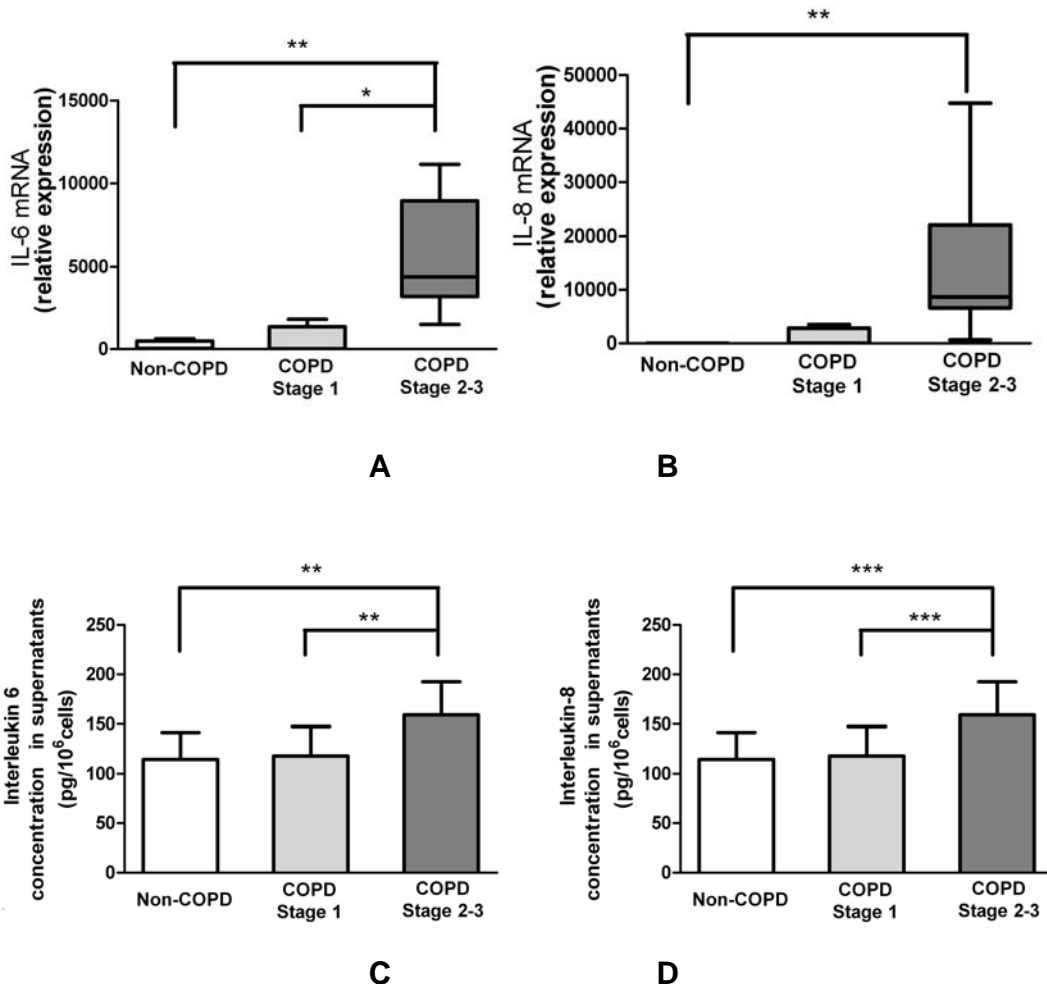 **
*
IL-6 mRNA
(relative expression)
15000
10000
5000
0
Non-COPD
COPD
Stage 1
COPD
Stage 2-3
A
**
IL-8 mRNA
(relative expression)
50000
40000
30000
20000
10000
0
Non-COPD
COPD
Stage 1
COPD
Stage 2-3
B
**
**
Interleukin 6
concentration in supernatants
(pg/10⁶cells)
250
200
150
100
50
0
Non-COPD
COPD
Stage 1
COPD
Stage 2-3
C
***
***
Interleukin-8
concentration in supernatants
(pg/10⁶cells)
250
200
150
100
50
0
Non-COPD
COPD
Stage 1
COPD
Stage 2-3
D